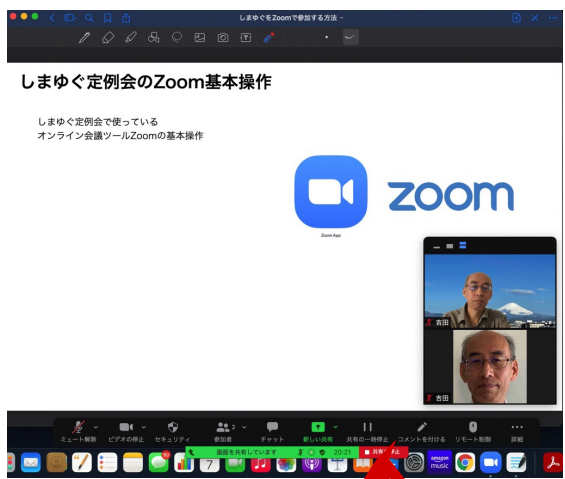 しまゆぐをZoomで参加する方法
しまゆぐ定例会のZoom基本操作
しまゆぐ定例会で使っている
オンライン会議ツールZoomの基本操作
zoom
Zoom App
吉田
吉田
ミュート解除 ビデオの停止 セキュリティ 参加者 2 チャット 新しい共有 共有の一時停止 コメントを付ける リモート制御 詳細
画面を共有しています 20:21 共有の停止
7
amazon music